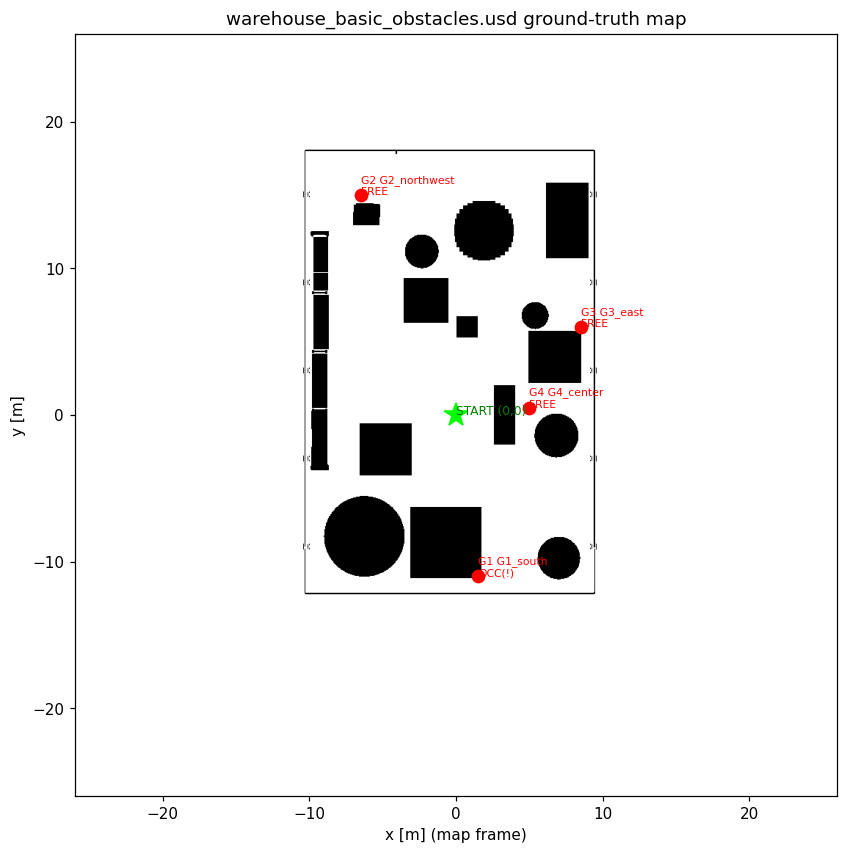 warehouse_basic_obstacles.usd ground-truth map
20
10
0
−10
−20
y [m]
G2 G2_northwest
FREE
G3 G3_east
FREE
G4 G4_center
FREE
START (0,0)
G1 G1_south
OCC(!)
−20
−10
0
10
20
x [m] (map frame)